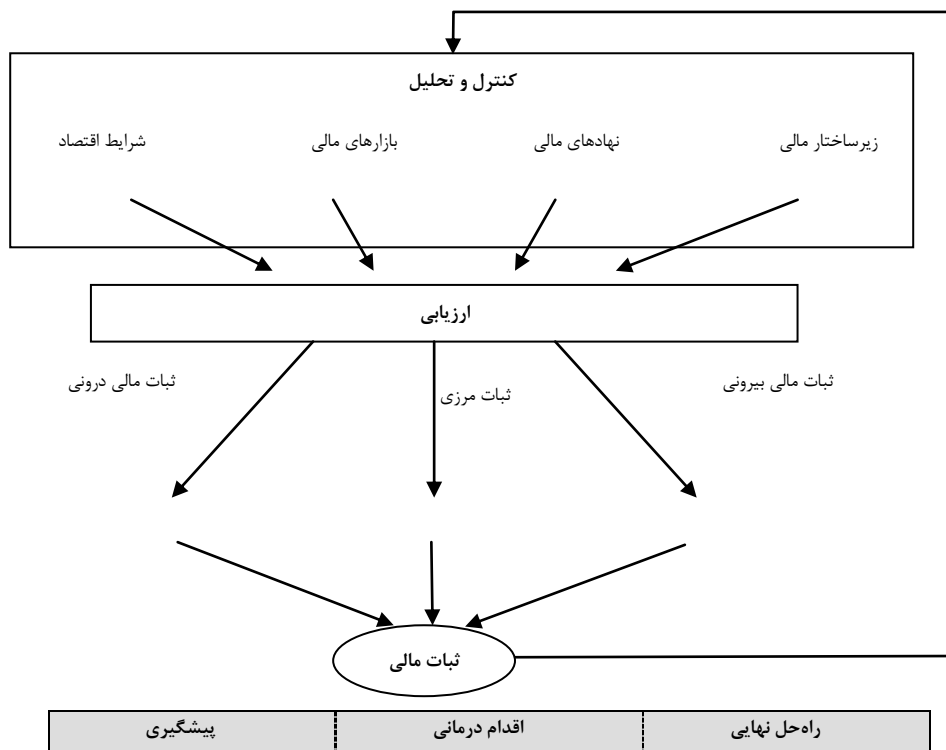 کنترل و تحلیل
زیرساختار مالی نهادهای مالی بازارهای مالی شرایط اقتصاد
ارزیابی
ثبات مالی بیرونی ثبات مرزی ثبات مالی درونی
ثبات مالی
راه‌حل نهایی اقدام درمانی پیشگیری